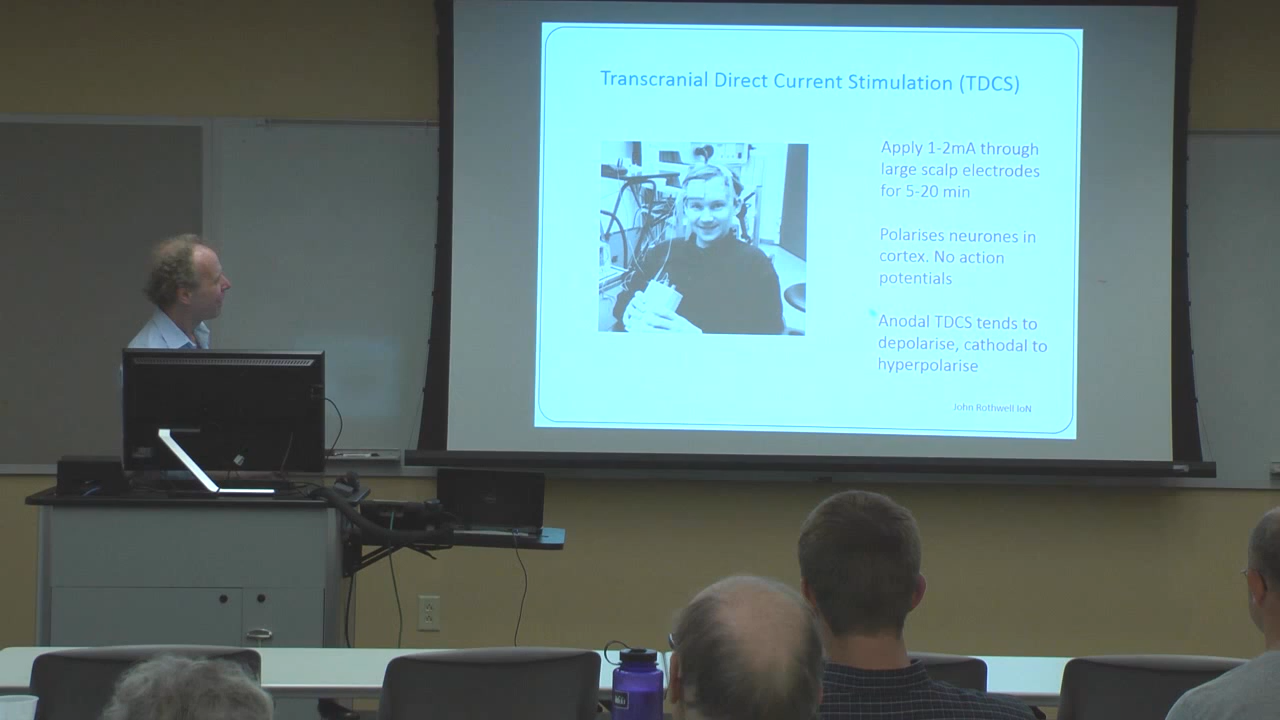 Transcranial Direct Current Stimulation (TDCS)
Apply 1-2mA through
large scalp electrodes
for 5-20 min
Polarises neurones in
cortex. No action
potentials
Anodal TDCS tends to
depolarise, cathodal to
hyperpolarise
John Rothwell IoN